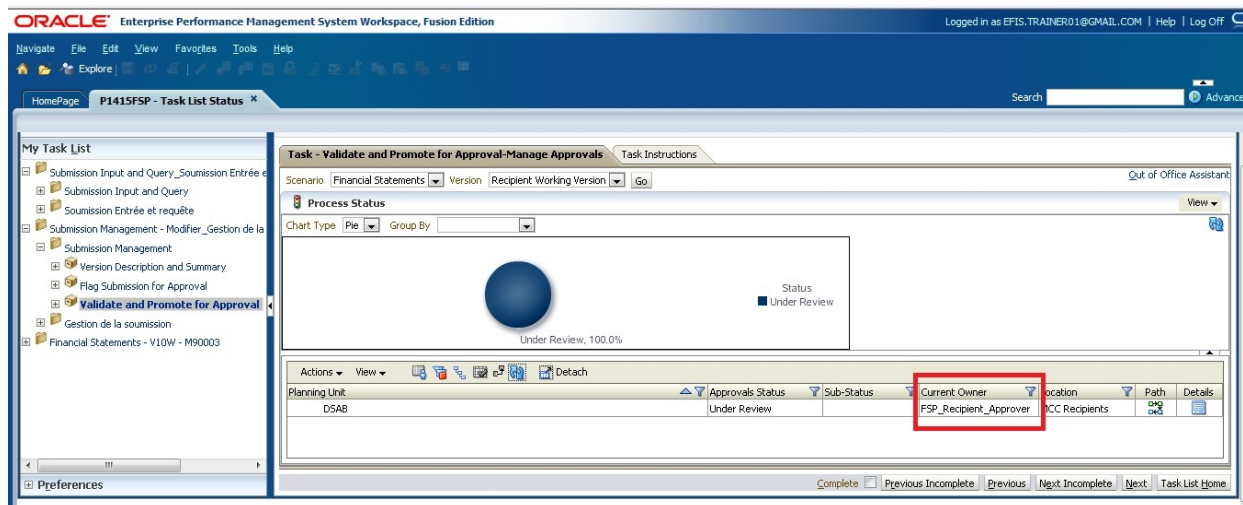 ORACLE® Enterprise Performance Management System Workspace, Fusion Edition
Logged in as EFIS.TRAINER01@GMAIL.COM | Help | Log Off
Navigate File Edit View Favorites Tools Help
Explore
HomePage P1415FSP - Task List Status ×
Search Advance
My Task List
Submission Input and Query_Soumission Entrée e
Submission Input and Query
Soumission Entrée et requête
Submission Management - Modifier_Gestion de la
Submission Management
Version Description and Summary
Flag Submission for Approval
Validate and Promote for Approval
Gestion de la soumission
Financial Statements - V10W - M90003
Preferences
Task - Validate and Promote for Approval-Manage Approvals Task Instructions
Scenario Financial Statements Version Recipient Working Version Go
Out of Office Assistant
Process Status View
Chart Type Pie Group By
Status
Under Review
Under Review, 100.0%
Actions View Detach
Planning Unit Approvals Status Sub-Status Current Owner ocation Path Details
DSAB Under Review FSP_Recipient_Approver MCC Recipients
Complete Previous Incomplete Previous Next Incomplete Next Task List Home